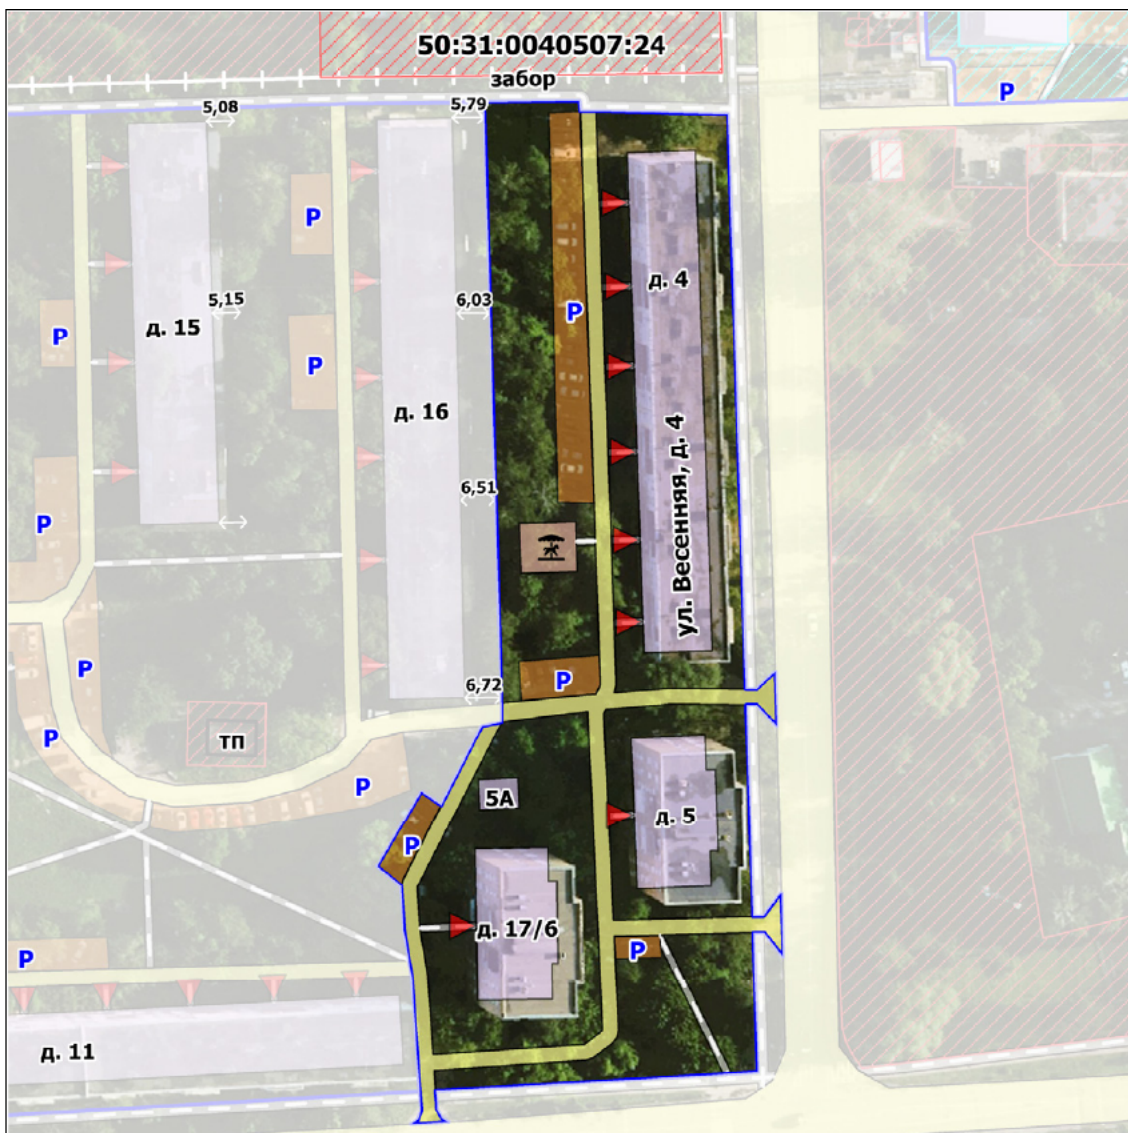 50:31:0040507:24
забор
P
5,08
5,79
P
д. 4
5,15
6,03
P
д. 15
P
P
д. 16
ул. Весенняя, д. 4
6,51
P
P
6,72
P
P
ТП
P
5А
д. 5
P
д. 17/6
P
P
д. 11